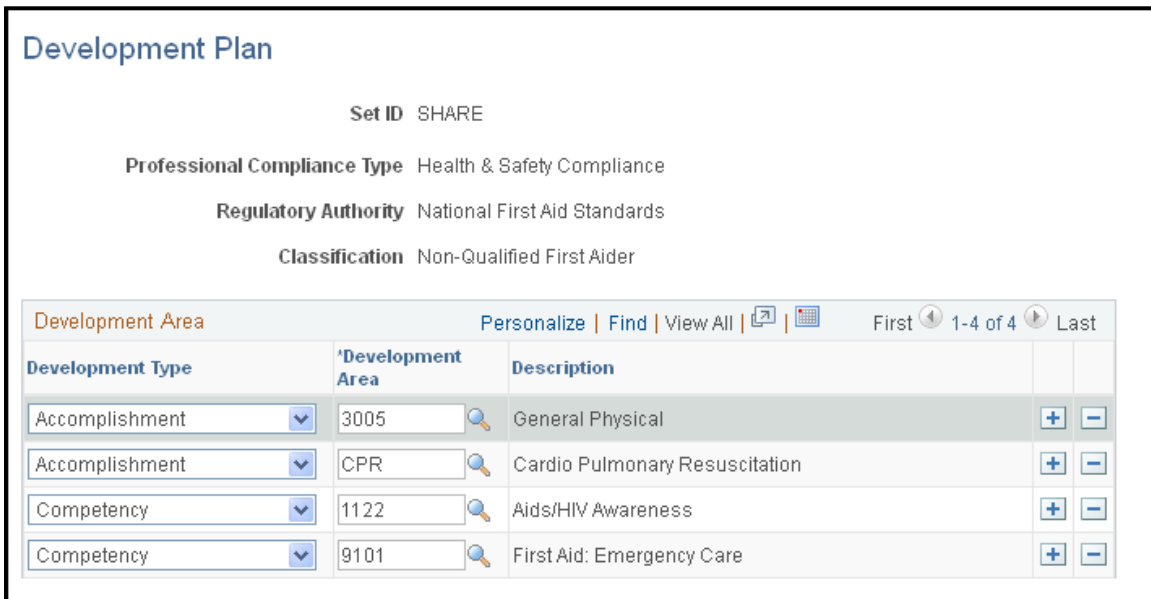 Development Plan
Set ID SHARE
Professional Compliance Type Health & Safety Compliance
Regulatory Authority National First Aid Standards
Classification Non-Qualified First Aider
Development Area Personalize | Find | View All | | First 1-4 of 4 Last
Development Type *Development Area Description
Accomplishment 3005 General Physical + -
Accomplishment CPR Cardio Pulmonary Resuscitation + -
Competency 1122 Aids/HIV Awareness + -
Competency 9101 First Aid: Emergency Care + -